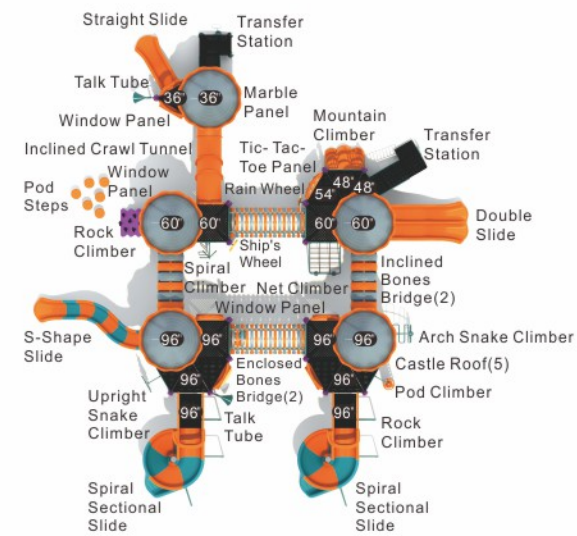 Straight Slide
Transfer
Station
Talk Tube
36"
36"
Marble
Panel
Window Panel
Mountain
Climber
Inclined Crawl Tunnel
Tic- Tac-
Toe Panel
Transfer
Station
Window
Panel
Pod
Steps
Rain Wheel
54"
48"
48"
Rock
Climber
60"
60"
60"
60"
Double
Slide
Ship's
Wheel
Spiral
Climber
Net Climber
Inclined
Bones
Bridge(2)
Window Panel
S-Shape
Slide
96"
96"
96"
96"
Arch Snake Climber
Enclosed
Bones
Bridge(2)
Castle Roof(5)
96"
96"
Pod Climber
Upright
Snake
Climber
96"
Talk
Tube
96"
Rock
Climber
Spiral
Sectional
Slide
Spiral
Sectional
Slide